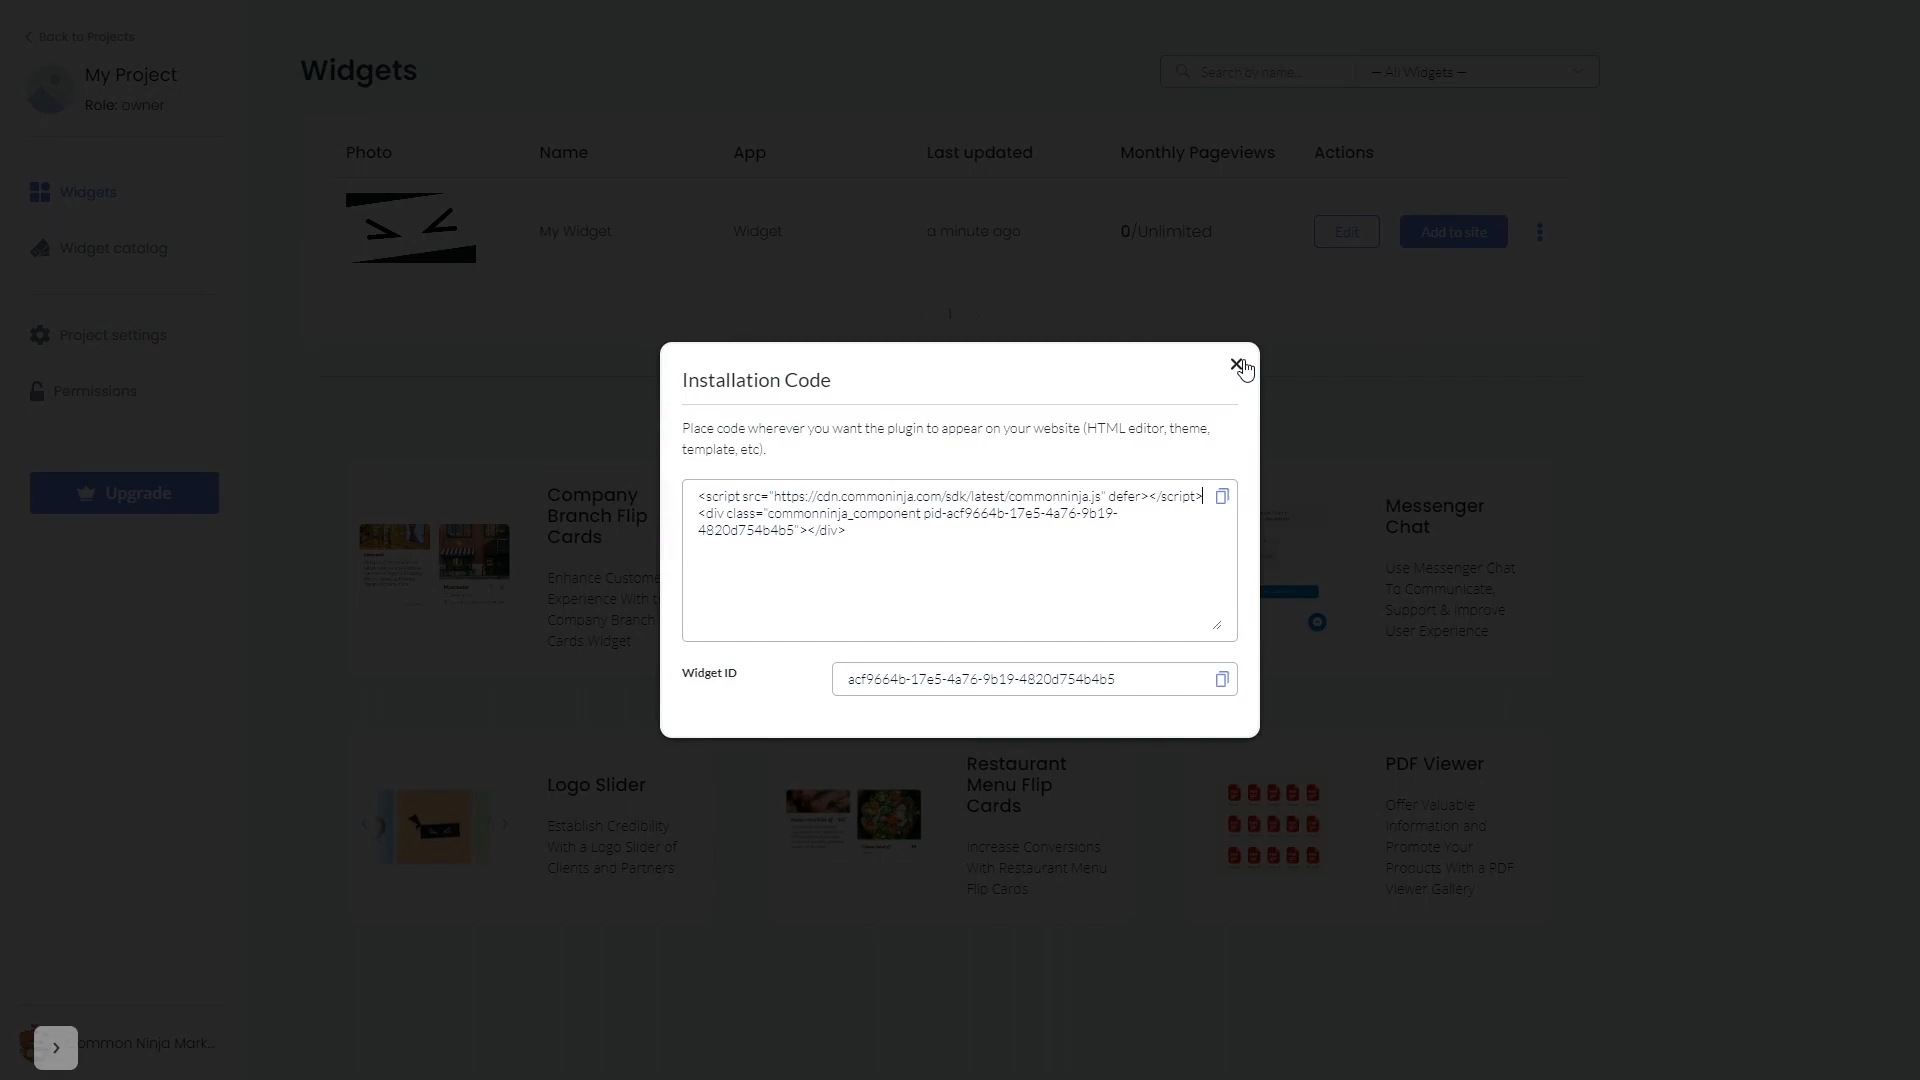 Back to Projects
My Project
Role: owner
Widgets
Widget catalog
Project settings
Permissions
Upgrade
Widgets
Search by name...
— All Widgets —
Photo
Name
App
Last updated
Monthly Pageviews
Actions
My Widget
Widget
a minute ago
0/Unlimited
Edit
Add to site
1
Installation Code
Place code wherever you want the plugin to appear on your website (HTML editor, theme,
template, etc).
<script src="https://cdn.commoninja.com/sdk/latest/commonninja.js" defer></script>
<div class="commonninja_component pid-acf9664b-17e5-4a76-9b19-
4820d754b4b5"></div>
Widget ID
acf9664b-17e5-4a76-9b19-4820d754b4b5
Company
Branch Flip
Cards
Enhance Custome
Experience With
Company Branch
Cards Widget
Messenger
Chat
Use Messenger Chat
To Communicate,
Support & Improve
User Experience
Logo Slider
Establish Credibility
With a Logo Slider of
Clients and Partners
Restaurant
Menu Flip
Cards
Increase Conversions
With Restaurant Menu
Flip Cards
PDF Viewer
Offer Valuable
Information and
Promote Your
Products With a PDF
Viewer Gallery
ommon Ninja Mark...